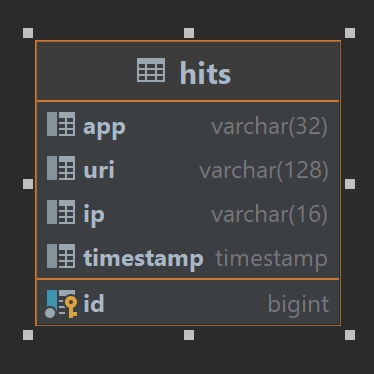 hits
app varchar(32)
uri varchar(128)
ip varchar(16)
timestamp timestamp
id bigint